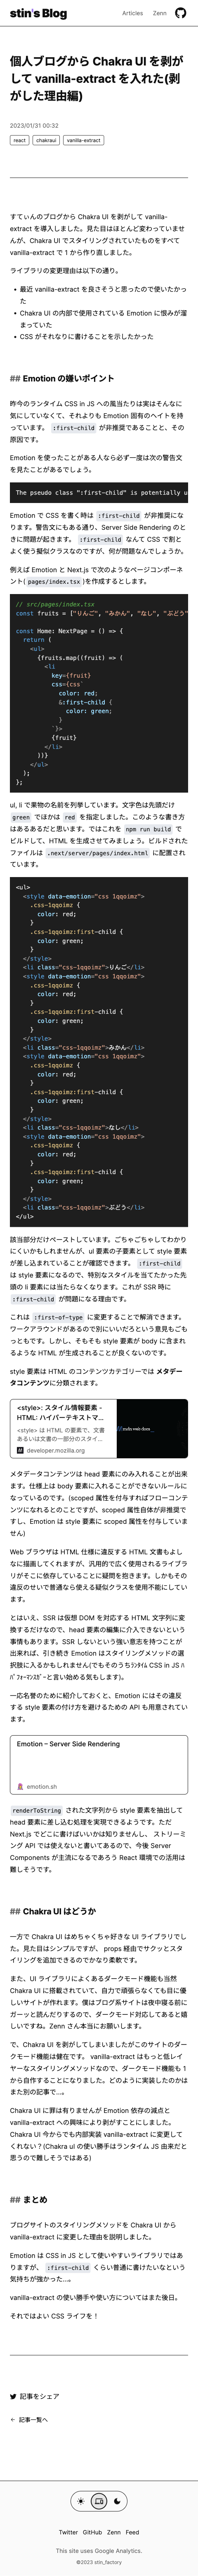 stin's Blog
Articles Zenn
個人ブログから Chakra UI を剥が
して vanilla-extract を入れた(剥
がした理由編)
2023/01/31 00:32
react chakraui vanilla-extract
すてぃんのブログから Chakra UI を剥がして vanilla-
extract を導入しました。見た目はほとんど変わっていませ
んが、Chakra UI でスタイリングされていたものをすべて
vanilla-extract で 1 から作り直しました。
ライブラリの変更理由は以下の通り。
• 最近 vanilla-extract を良さそうと思ったので使いたかっ
た
• Chakra UI の内部で使用されている Emotion に恨みが溜
まっていた
• CSS がそれなりに書けることを示したかった
## Emotion の嫌いポイント
昨今のランタイム CSS in JS への風当たりは実はそんなに
気にしていなくて、それよりも Emotion 固有のヘイトを持
っています。 :first-child が非推奨であることと、その
原因です。
Emotion を使ったことがある人なら必ず一度は次の警告文
を見たことがあるでしょう。
The pseudo class ":first-child" is potentially u
Emotion で CSS を書く時は :first-child が非推奨にな
ります。警告文にもある通り、Server Side Rendering のと
きに問題が起きます。 :first-child なんて CSS で割と
よく使う擬似クラスなのですが、何が問題なんでしょうか。
例えば Emotion と Next.js で次のようなページコンポーネ
ント( pages/index.tsx )を作成するとします。
// src/pages/index.tsx
const fruits = ["りんご", "みかん", "なし", "ぶどう"
const Home: NextPage = () => {
return (
<ul>
{fruits.map((fruit) => (
<li
key={fruit}
css={css`
color: red;
&:first-child {
color: green;
}
`}>
{fruit}
</li>
))}
</ul>
);
};
ul, li で果物の名前を列挙しています。文字色は先頭だけ
green でほかは red を指定しました。このような書き方
はあるあるだと思います。ではこれを npm run build で
ビルドして、HTML を生成させてみましょう。ビルドされた
ファイルは .next/server/pages/index.html に配置され
ています。
<ul>
<style data-emotion="css 1qqoimz">
.css-1qqoimz {
color: red;
}
.css-1qqoimz:first-child {
color: green;
}
</style>
<li class="css-1qqoimz">りんご</li>
<style data-emotion="css 1qqoimz">
.css-1qqoimz {
color: red;
}
.css-1qqoimz:first-child {
color: green;
}
</style>
<li class="css-1qqoimz">みかん</li>
<style data-emotion="css 1qqoimz">
.css-1qqoimz {
color: red;
}
.css-1qqoimz:first-child {
color: green;
}
</style>
<li class="css-1qqoimz">なし</li>
<style data-emotion="css 1qqoimz">
.css-1qqoimz {
color: red;
}
.css-1qqoimz:first-child {
color: green;
}
</style>
<li class="css-1qqoimz">ぶどう</li>
</ul>
該当部分だけペーストしています。ごちゃごちゃしてわかり
にくいかもしれませんが、ul 要素の子要素として style 要素
が差し込まれていることが確認できます。 :first-child
は style 要素になるので、特別なスタイルを当てたかった先
頭の li 要素には当たらなくなります。これが SSR 時に
:first-child が問題になる理由です。
これは :first-of-type に変更することで解消できます。
ワークアラウンドがあるので別にいいだろという意見もごも
っともです。しかし、そもそも style 要素が body に含まれ
るような HTML が生成されることが良くないのです。
style 要素は HTML のコンテンツカテゴリーでは メタデー
タコンテンツに分類されます。
<style>: スタイル情報要素 -
HTML: ハイパーテキストマ...
<style> は HTML の要素で、文書
あるいは文書の一部分のスタイ...
developer.mozilla.org
mdn web docs_
メタデータコンテンツは head 要素にのみ入れることが出来
ます。仕様上は body 要素に入れることができないルールに
なっているのです。(scoped 属性を付与すればフローコンテ
ンツになれるとのことですが、scoped 属性自体が非推奨で
すし、Emotion は style 要素に scoped 属性を付与していま
せん)
Web ブラウザは HTML 仕様に違反する HTML 文書もよしな
に描画してくれますが、汎用的で広く使用されるライブラリ
がそこに依存していることに疑問を抱きます。しかもその
違反のせいで普通なら使える疑似クラスを使用不能にしてい
ます。
とはいえ、SSR は仮想 DOM を対応する HTML 文字列に変
換するだけなので、head 要素の編集に介入できないという
事情もあります。SSR しないという強い意志を持つことが
出来れば、引き続き Emotion はスタイリングメソッドの選
択肢に入るかもしれません(でもそのうちﾗﾝﾀｲﾑ CSS in JS ﾊ
ﾊﾟﾌｫｰﾏﾝｽｶﾞｰと言い始める気もします)。
一応名誉のために紹介しておくと、Emotion にはその違反
する style 要素の付け方を避けるための API も用意されてい
ます。
Emotion – Server Side Rendering
emotion.sh
renderToString された文字列から style 要素を抽出して
head 要素に差し込む処理を実現できるようです。ただ
Next.js でどこに書けばいいかは知りませんし、 ストリーミ
ング API では使えないと書いてあるので、今後 Server
Components が主流になるであろう React 環境での活用は
難しそうです。
## Chakra UI はどうか
一方で Chakra UI はめちゃくちゃ好きな UI ライブラリでし
た。見た目はシンプルですが、 props 経由でサクッとスタ
イリングを追加できるのでかなり柔軟です。
また、UI ライブラリによくあるダークモード機能も当然
Chakra UI に搭載されていて、自力で頑張らなくても目に優
しいサイトが作れます。僕はブログ系サイトは夜中寝る前に
ガーっと読んだりするので、ダークモード対応してあると嬉
しいですね。Zenn さん本当にお願いします。
で、Chakra UI を剥がしてしまいましたがこのサイトのダー
クモード機能は健在です。 vanilla-extract はもっと低レイ
ヤーなスタイリングメソッドなので、ダークモード機能も 1
から自作することになりました。どのように実装したかはま
た別の記事で...。
Chakra UI に罪は有りませんが Emotion 依存の減点と
vanilla-extract への興味により剥がすことにしました。
Chakra UI 今からでも内部実装 vanilla-extract に変更して
くれない？(Chakra uI の使い勝手はランタイム JS 由来だと
思うので難しそうではある)
## まとめ
ブログサイトのスタイリングメソッドを Chakra UI から
vanilla-extract に変更した理由を説明しました。
Emotion は CSS in JS として使いやすいライブラリではあ
りますが、 :first-child くらい普通に書けたいなという
気持ちが強かった...。
vanilla-extract の使い勝手や使い方についてはまた後日。
それではよい CSS ライフを！
記事をシェア
← 記事一覧へ
Twitter GitHub Zenn Feed
This site uses Google Analytics.
©2023 stin_factory